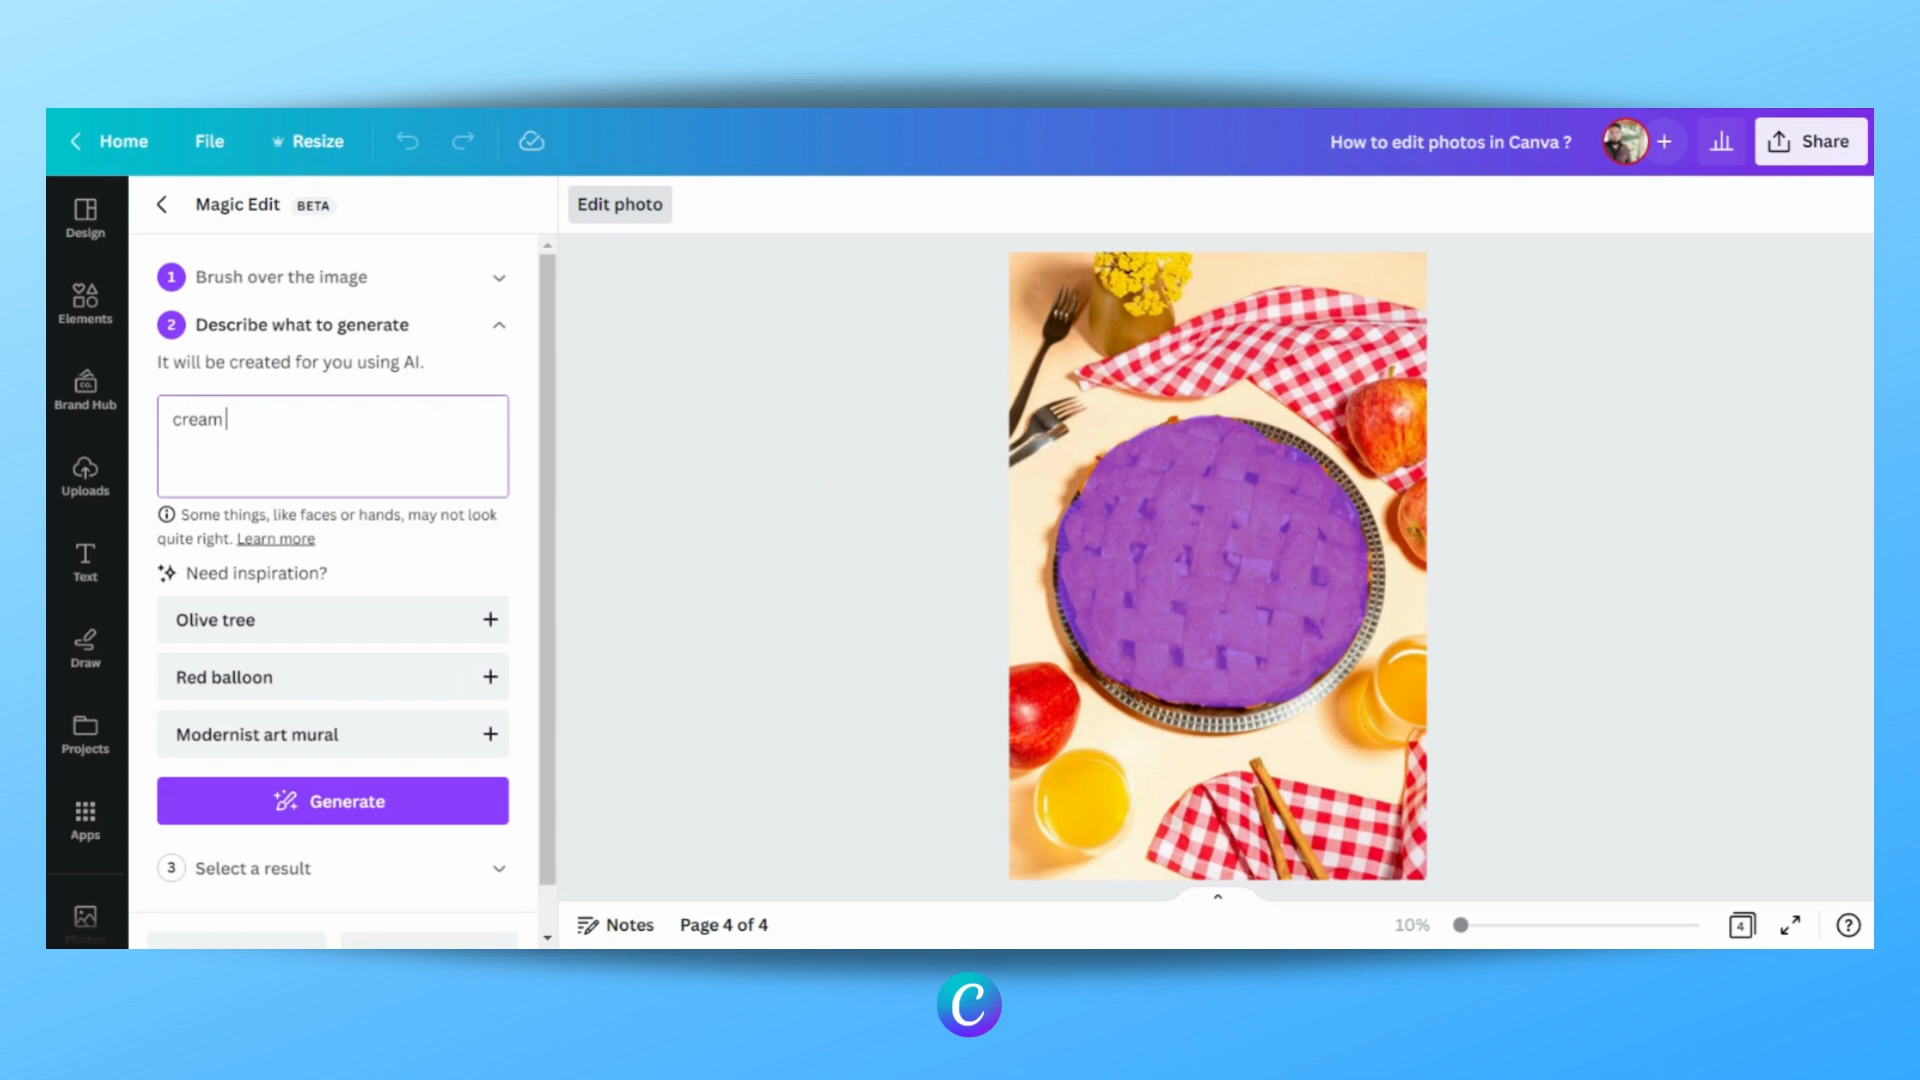 Home File Resize How to edit photos in Canva ? Share
Design
Elements
Brand Hub
CO.
Uploads
Text
Draw
Projects
Apps
Photos
Magic Edit BETA
1 Brush over the image
2 Describe what to generate
It will be created for you using AI.
cream
Some things, like faces or hands, may not look
quite right. Learn more
Need inspiration?
Olive tree
Red balloon
Modernist art mural
Generate
3 Select a result
Edit photo
Notes Page 4 of 4 10% 4 ?
C